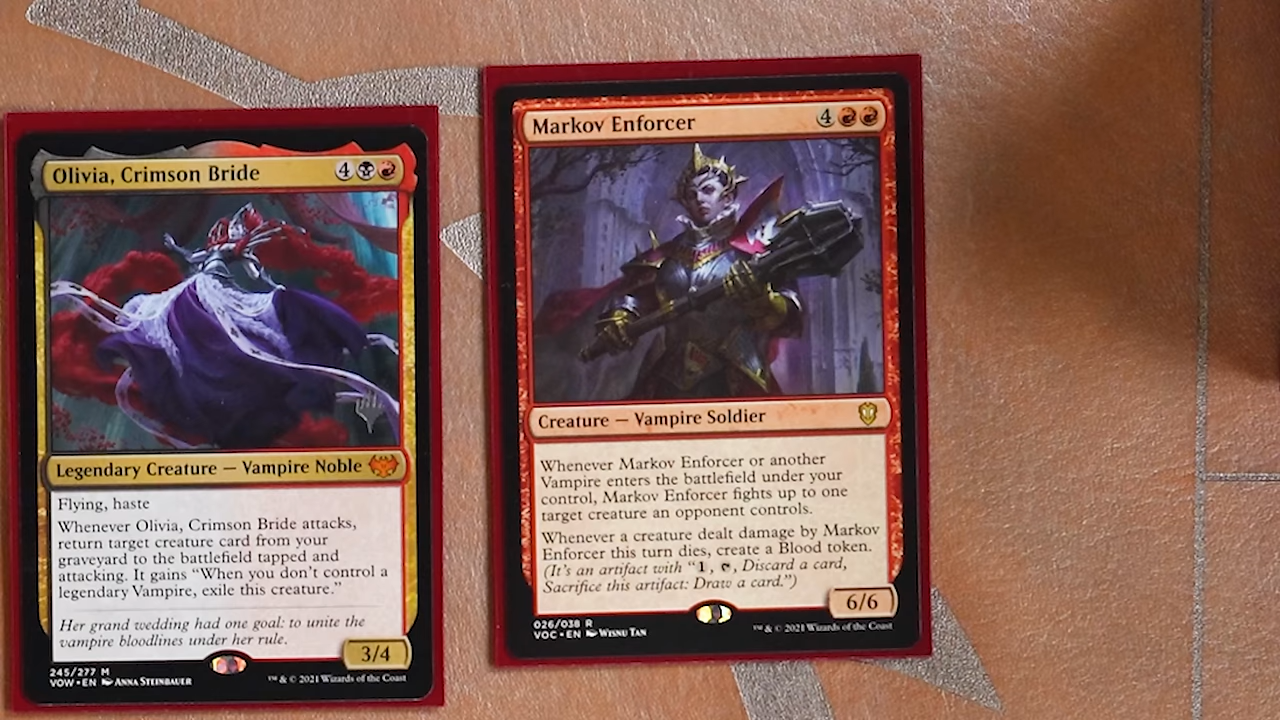 Olivia, Crimson Bride
4
Legendary Creature — Vampire Noble
Flying, haste
Whenever Olivia, Crimson Bride attacks,
return target creature card from your
graveyard to the battlefield tapped and
attacking. It gains “When you don’t control a
legendary Vampire, exile this creature.”
Her grand wedding had one goal: to unite the
vampire bloodlines under her rule.
3/4
245/277 M
VOW • EN Anna Steinbauer
™ & © 2021 Wizards of the Coast
Markov Enforcer
4
Creature — Vampire Soldier
Whenever Markov Enforcer or another
Vampire enters the battlefield under your
control, Markov Enforcer fights up to one
target creature an opponent controls.
Whenever a creature dealt damage by Markov
Enforcer this turn dies, create a Blood token.
(It’s an artifact with “1, , Discard a card,
Sacrifice this artifact: Draw a card.”)
6/6
026/038 R
VOC • EN Wisnu Tan
™ & © 2021 Wizards of the Coast